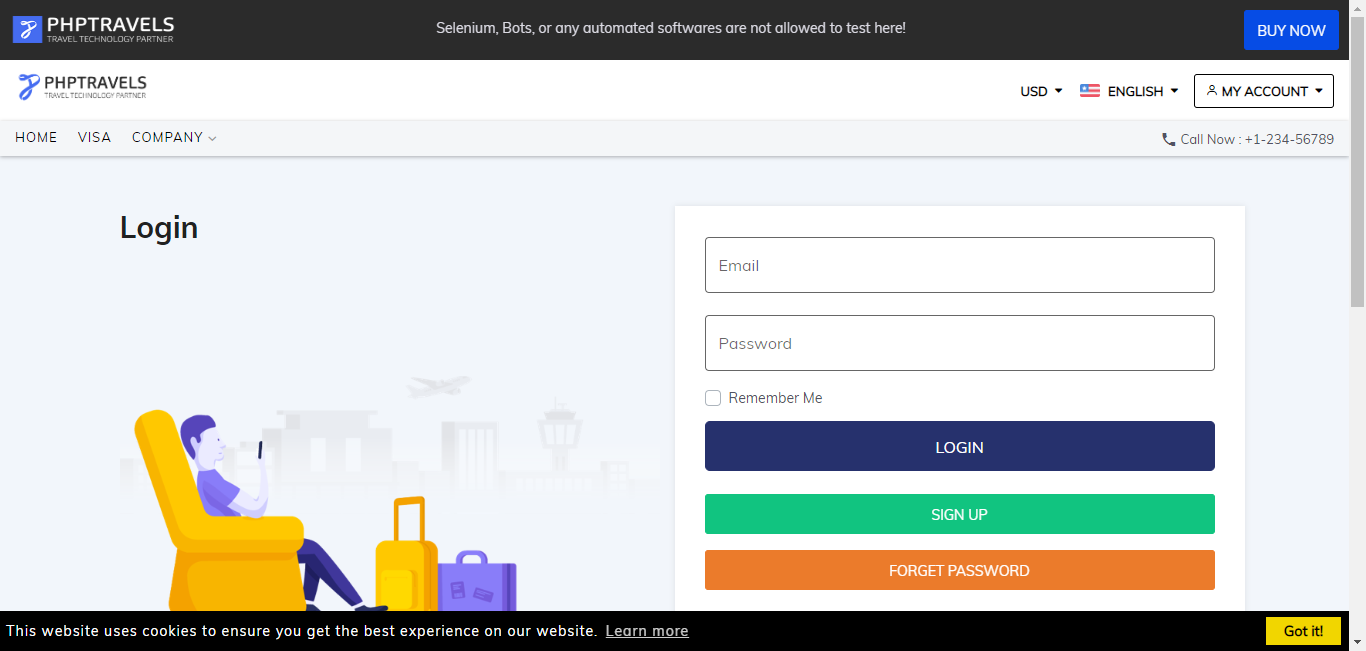 PHPTRAVELS
TRAVEL TECHNOLOGY PARTNER
Selenium, Bots, or any automated softwares are not allowed to test here!
BUY NOW
PHPTRAVELS
TRAVEL TECHNOLOGY PARTNER
USD
ENGLISH
MY ACCOUNT
HOME VISA COMPANY
Call Now : +1-234-56789
Login
Email
Password
Remember Me
LOGIN
SIGN UP
FORGET PASSWORD
This website uses cookies to ensure you get the best experience on our website. Learn more
Got it!